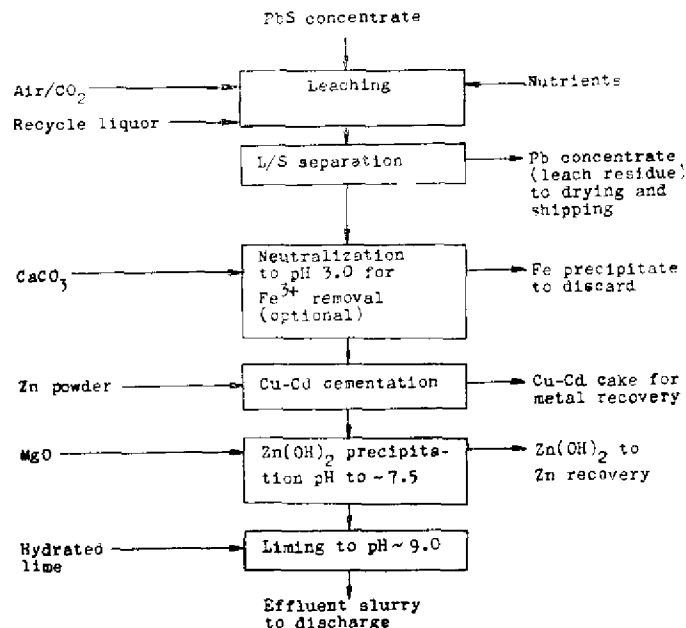 PbS concentrate
Air/CO₂
Leaching
Nutrients
Recycle liquor
L/S separation
Pb concentrate
(leach residue)
to drying and
shipping
CaCO₃
Neutralization
to pH 3.0 for
Fe³⁺ removal
(optional)
Fe precipitate
to discard
Zn powder
Cu-Cd cementation
Cu-Cd cake for
metal recovery
MgO
Zn(OH)₂ precipita-
tion pH to ~7.5
Zn(OH)₂ to
Zn recovery
Hydrated
lime
Liming to pH~ 9.0
Effluent slurry
to discharge